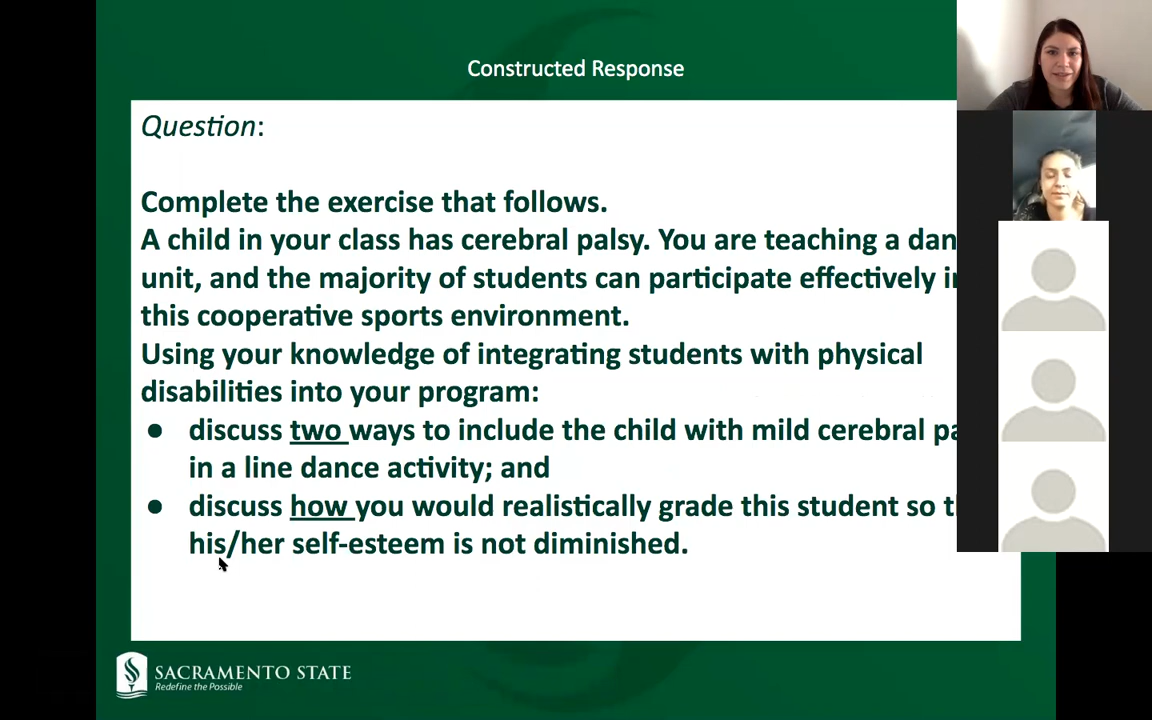 Constructed Response
Question:
Complete the exercise that follows.
A child in your class has cerebral palsy. You are teaching a dan
unit, and the majority of students can participate effectively i
this cooperative sports environment.
Using your knowledge of integrating students with physical
disabilities into your program:
● discuss two ways to include the child with mild cerebral pa
in a line dance activity; and
● discuss how you would realistically grade this student so t
his/her self-esteem is not diminished.
SACRAMENTO STATE
Redefine the Possible